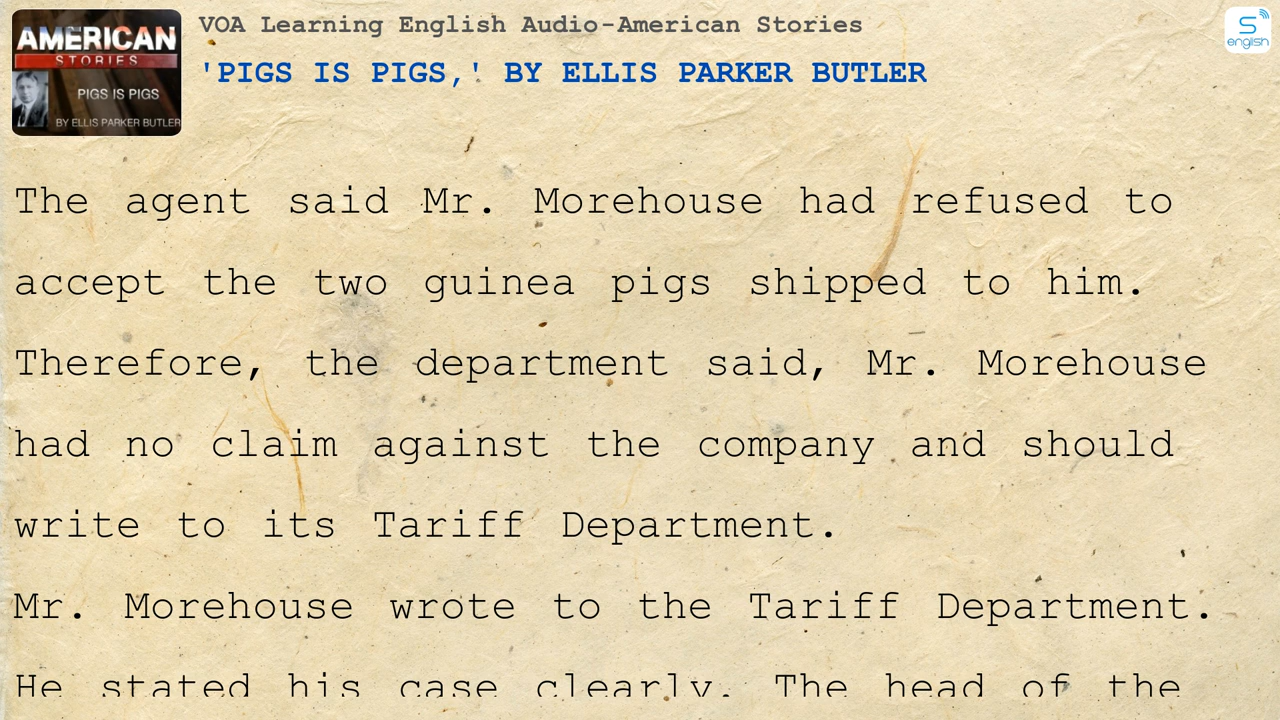 VOA Learning English Audio-American Stories
'PIGS IS PIGS,' BY ELLIS PARKER BUTLER
AMERICAN
STORIES
PIGS IS PIGS
BY ELLIS PARKER BUTLER
S
english
The agent said Mr. Morehouse had refused to
accept the two guinea pigs shipped to him.
Therefore, the department said, Mr. Morehouse
had no claim against the company and should
write to its Tariff Department.
Mr. Morehouse wrote to the Tariff Department.
He stated his case clearly. The head of the